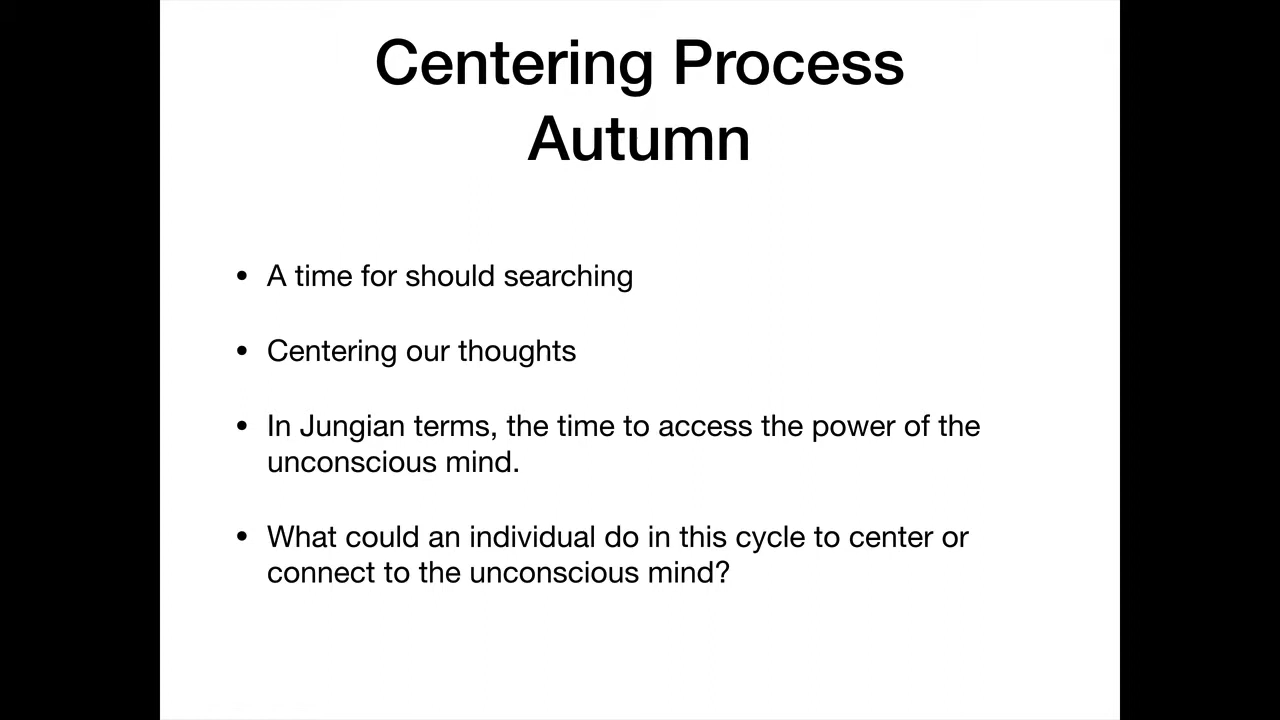 Centering Process
Autumn
• A time for should searching
• Centering our thoughts
• In Jungian terms, the time to access the power of the
unconscious mind.
• What could an individual do in this cycle to center or
connect to the unconscious mind?